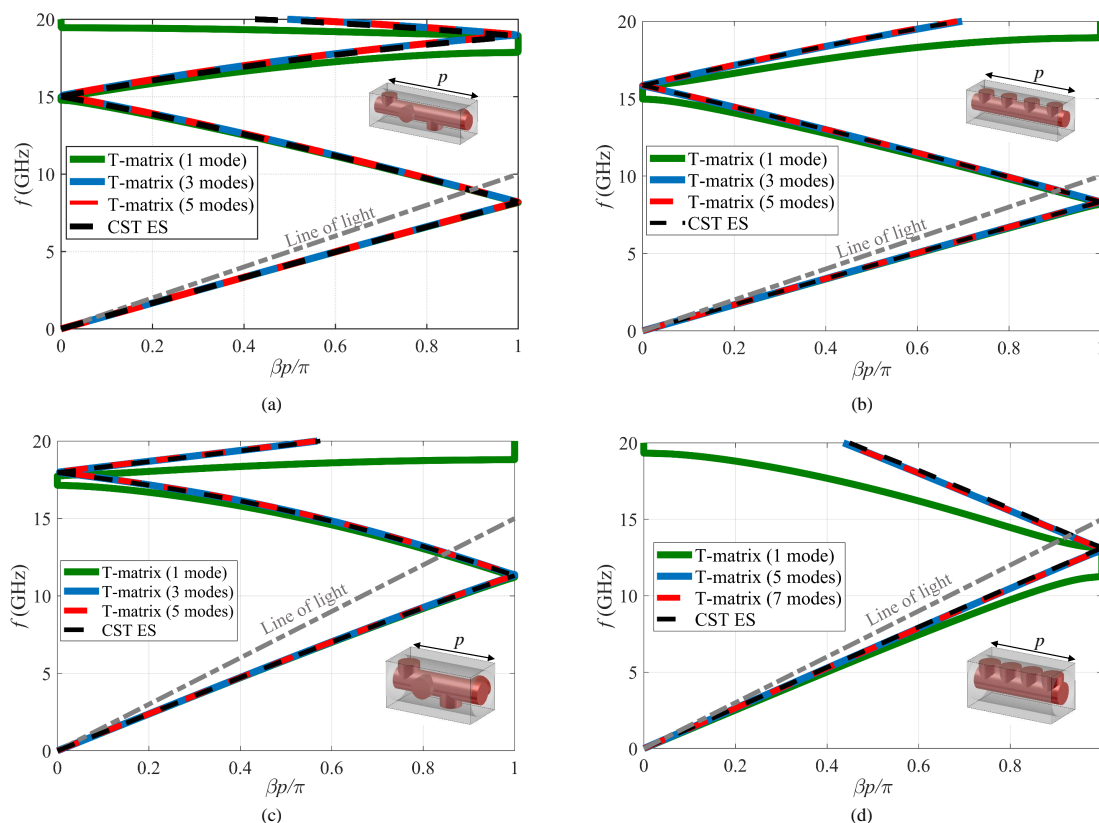 20
15
10
5
0
f (GHz)
p
T-matrix (1 mode)
T-matrix (3 modes)
T-matrix (5 modes)
CST ES
Line of light
0 0.2 0.4 0.6 0.8 1
βp/π
(a)
20
15
10
5
0
f (GHz)
p
T-matrix (1 mode)
T-matrix (3 modes)
T-matrix (5 modes)
CST ES
Line of light
0 0.2 0.4 0.6 0.8 1
βp/π
(b)
20
15
10
5
0
f (GHz)
T-matrix (1 mode)
T-matrix (3 modes)
T-matrix (5 modes)
CST ES
Line of light
p
0 0.2 0.4 0.6 0.8 1
βp/π
(c)
20
15
10
5
0
f (GHz)
T-matrix (1 mode)
T-matrix (5 modes)
T-matrix (7 modes)
CST ES
Line of light
p
0 0.2 0.4 0.6 0.8
βp/π
(d)